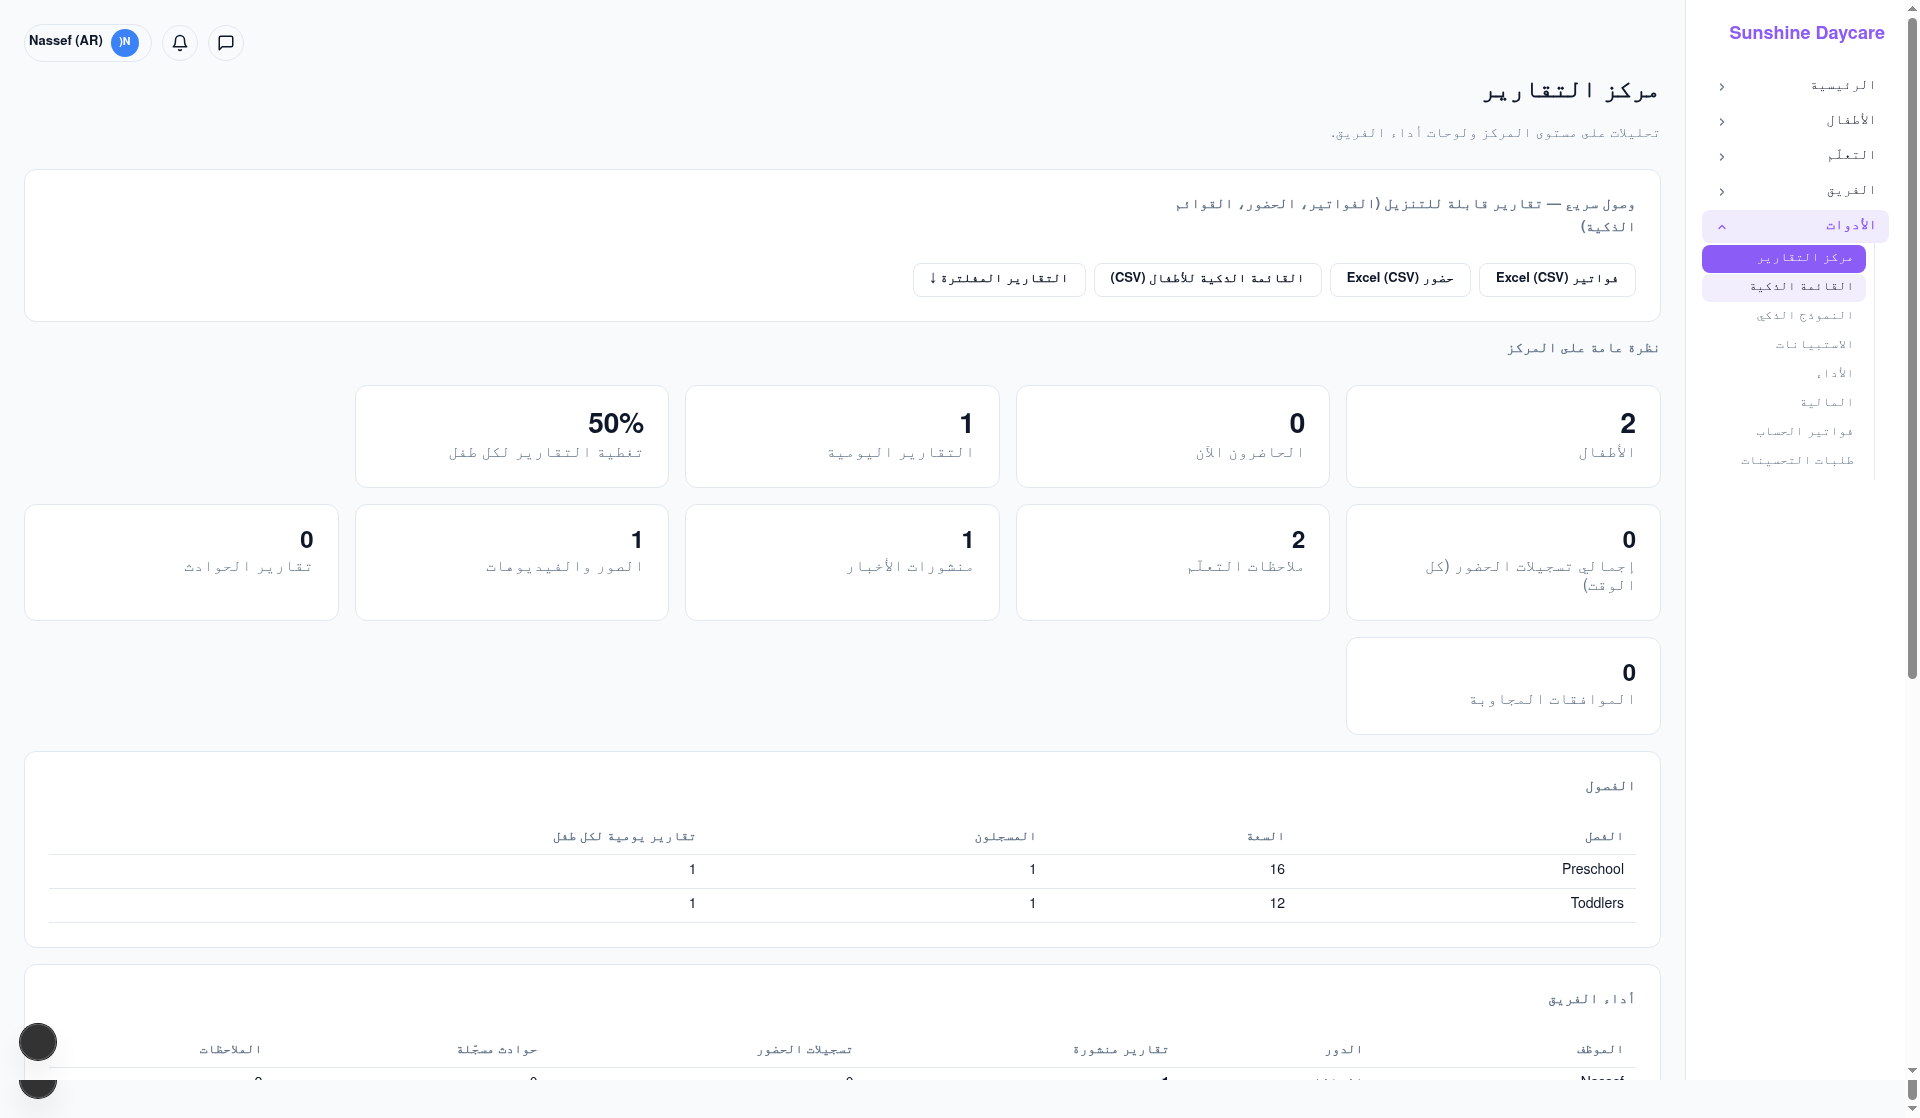 Sunshine Daycare
الرئيسية
الأطفال
التعلّم
الفريق
الأدوات
مركز التقارير
القائمة الذكية
النموذج الذكي
الاستبيانات
الأداء
المالية
فواتير الحساب
طلبات التحسينات
Nassef (AR) N(
مركز التقارير
تحليلات على مستوى المركز ولوحات أداء الفريق.
وصول سريع — تقارير قابلة للتنزيل (الفواتير، الحضور، القوائم
الذكية)
فواتير Excel (CSV) حضور Excel (CSV) القائمة الذكية للأطفال (CSV) التقارير المفلترة ↓
نظرة عامة على المركز
2 0 1 50%
الأطفال الحاضرون الآن التقارير اليومية تغطية التقارير لكل طفل
0 2 1 1 0
إجمالي تسجيلات الحضور (كل ملاحظات التعلّم منشورات الأخبار الصور والفيديوهات تقارير الحوادث
الوقت)
0
الموافقات المجاوبة
الفصول
الفصل السعة المسجلون تقارير يومية لكل طفل
Preschool 16 1 1
Toddlers 12 1 1
أداء الفريق
الموظف الدور تقارير منشورة تسجيلات الحضور حوادث مسجّلة الملاحظات